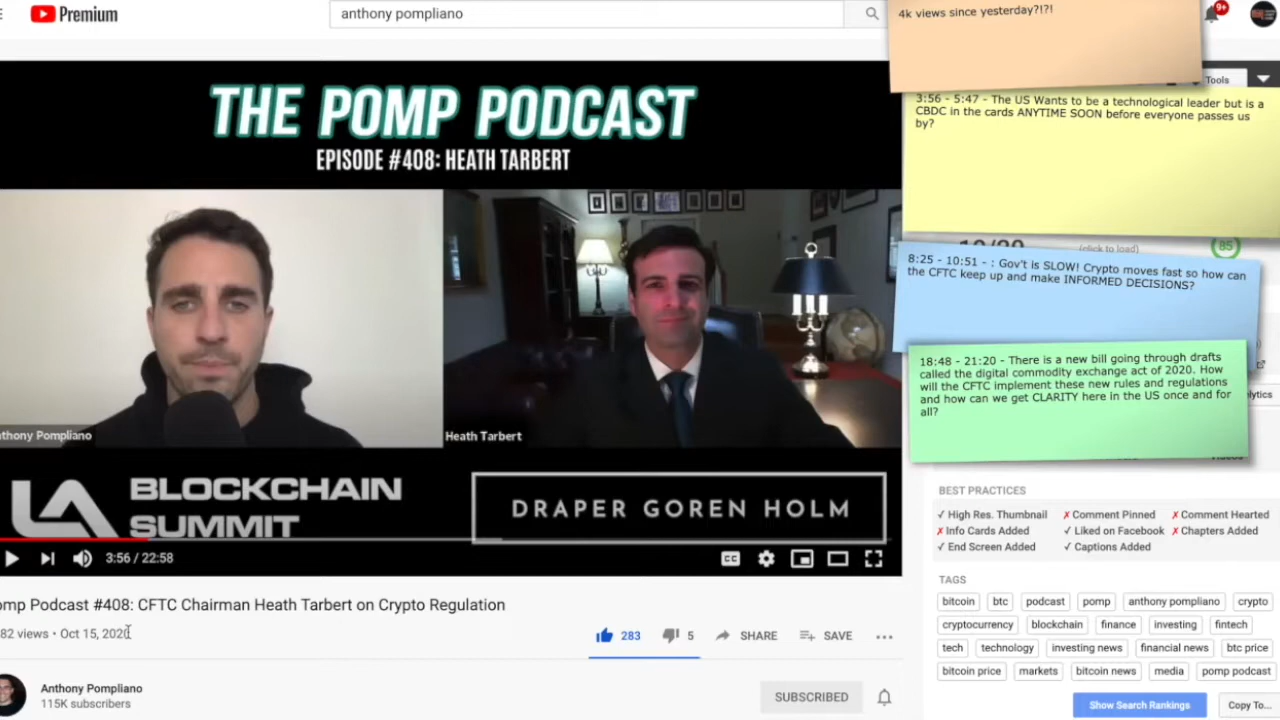 Premium
anthony pompliano
9+
4k views since yesterday?!?!
Tools
THE POMP PODCAST
EPISODE #408: HEATH TARBERT
3:56 - 5:47 - The US Wants to be a technological leader but is a
CBDC in the cards ANYTIME SOON before everyone passes us
by?
(click to load)
85
8:25 - 10:51 - : Gov't is SLOW! Crypto moves fast so how can
the CFTC keep up and make INFORMED DECISIONS?
18:48 - 21:20 - There is a new bill going through drafts
called the digital commodity exchange act of 2020. How
will the CFTC implement these new rules and regulations
and how can we get CLARITY here in the US once and for
all?
lytics
nthony Pompliano
Heath Tarbert
LA BLOCKCHAIN
SUMMIT
DRAPER GOREN HOLM
3:56 / 22:58
CC
omp Podcast #408: CFTC Chairman Heath Tarbert on Crypto Regulation
82 views • Oct 15, 2020
283
5
SHARE
SAVE
Anthony Pompliano
115K subscribers
SUBSCRIBED
BEST PRACTICES
✓ High Res. Thumbnail ✗ Comment Pinned ✗ Comment Hearted
✗ Info Cards Added ✓ Liked on Facebook ✗ Chapters Added
✓ End Screen Added ✓ Captions Added
TAGS
bitcoin btc podcast pomp anthony pompliano crypto
cryptocurrency blockchain finance investing fintech
tech technology investing news financial news btc price
bitcoin price markets bitcoin news media pomp podcast
Show Search Rankings Copy To...